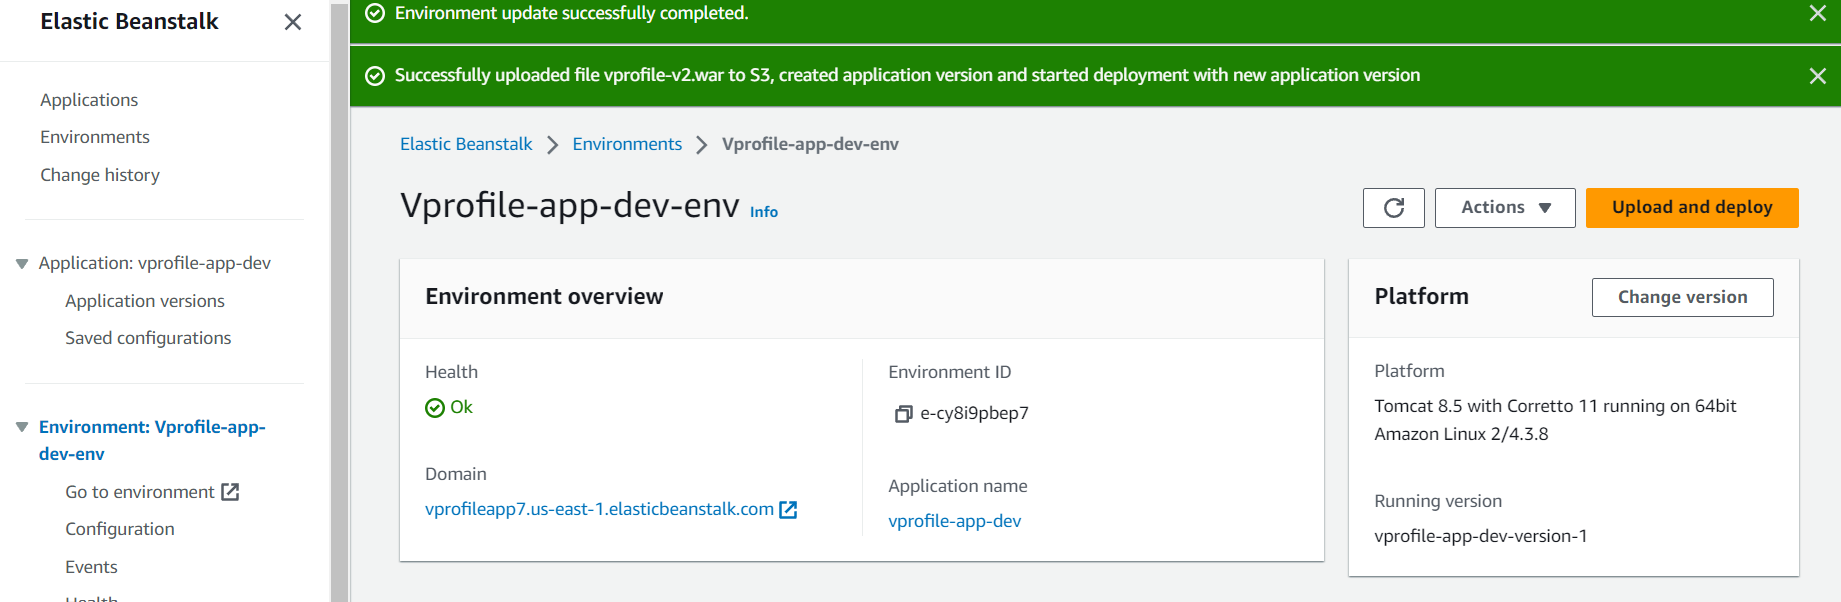 Elastic Beanstalk
Applications
Environments
Change history
Application: vprofile-app-dev
Application versions
Saved configurations
Environment: Vprofile-app-
dev-env
Go to environment
Configuration
Events
Health
Environment update successfully completed.
Successfully uploaded file vprofile-v2.war to S3, created application version and started deployment with new application version
Elastic Beanstalk > Environments > Vprofile-app-dev-env
Vprofile-app-dev-env Info
Actions
Upload and deploy
Environment overview
Health
Ok
Domain
vprofileapp7.us-east-1.elasticbeanstalk.com
Environment ID
e-cy8i9pbep7
Application name
vprofile-app-dev
Platform
Change version
Platform
Tomcat 8.5 with Corretto 11 running on 64bit
Amazon Linux 2/4.3.8
Running version
vprofile-app-dev-version-1